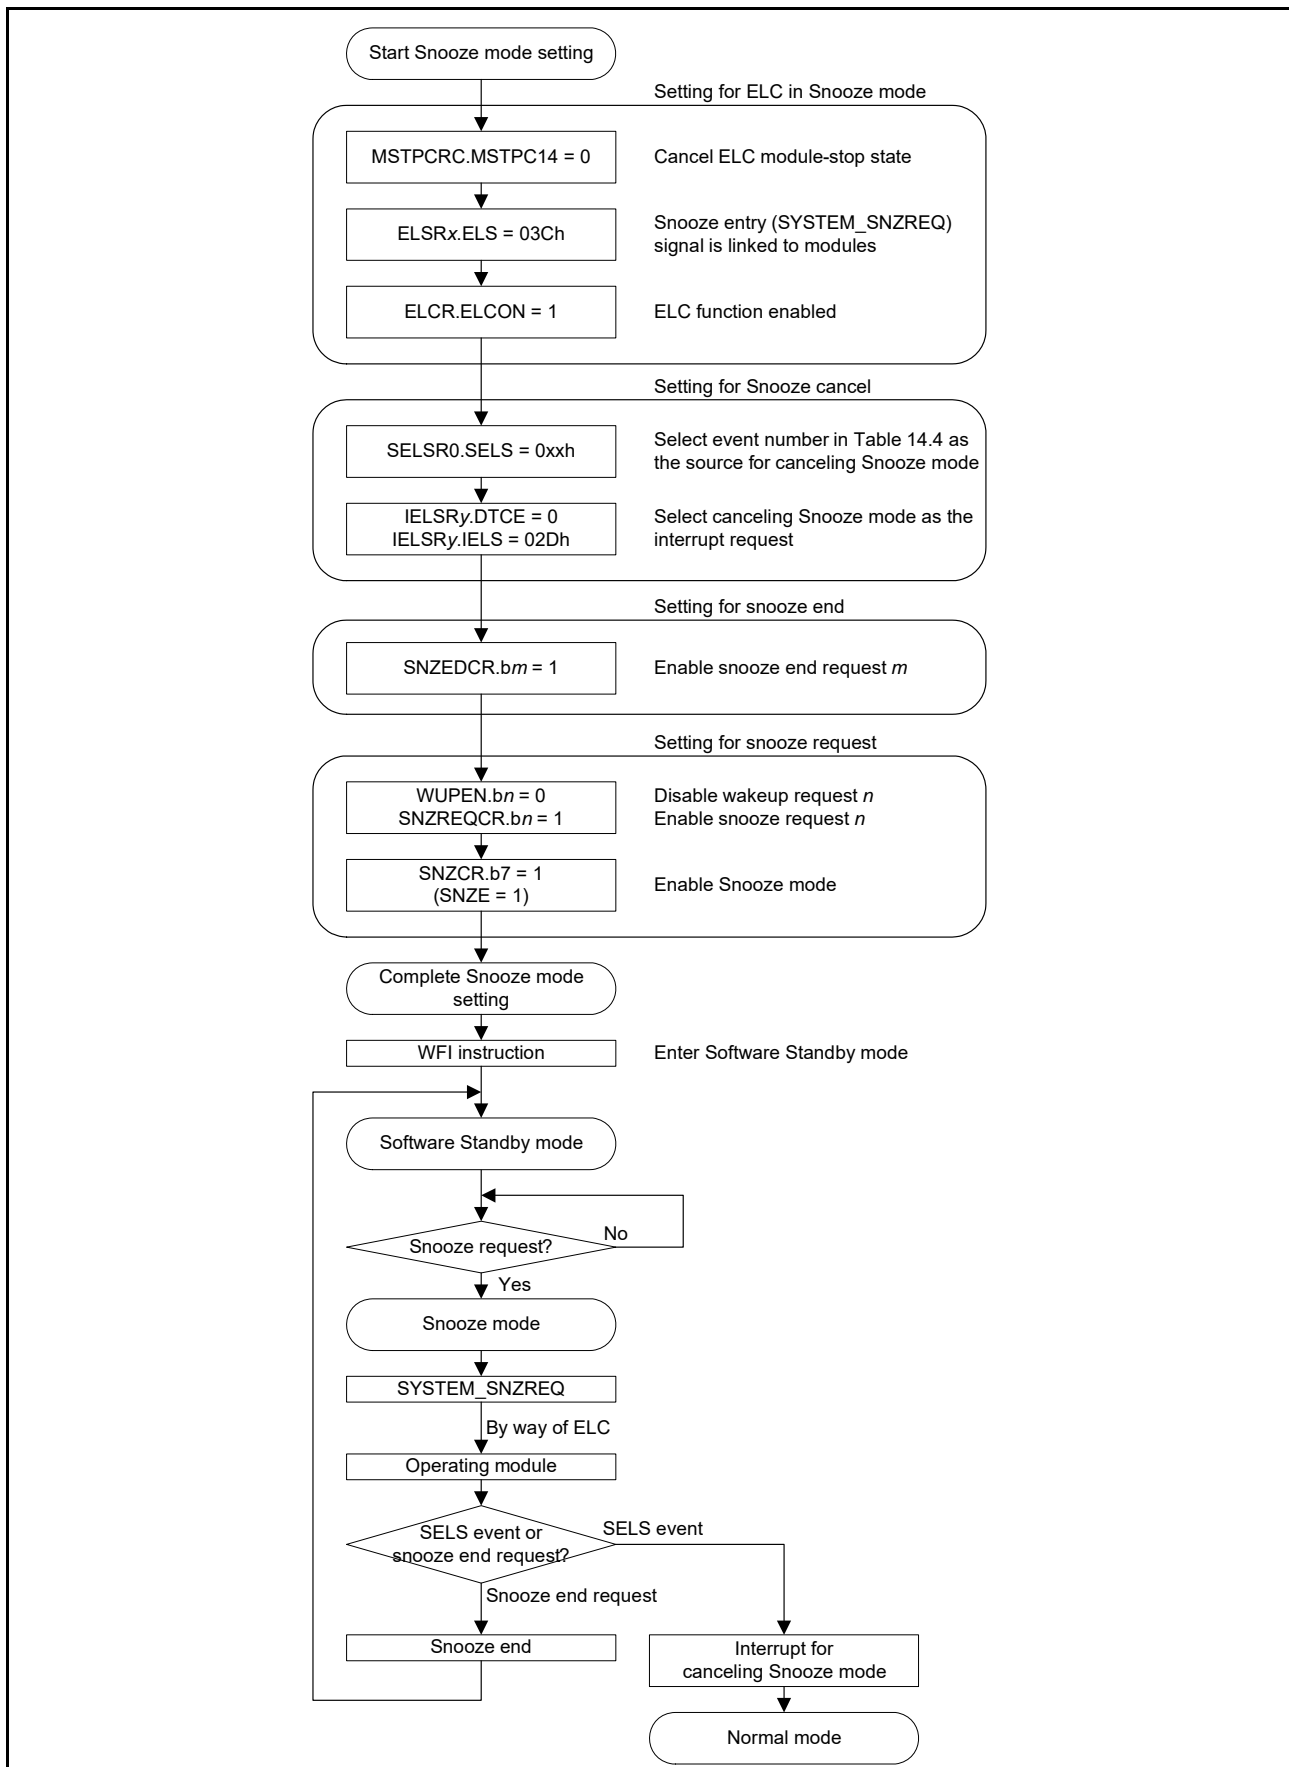 Start Snooze mode setting
Setting for ELC in Snooze mode
MSTPCRC.MSTPC14 = 0
Cancel ELC module-stop state
ELSRx.ELS = 03Ch
Snooze entry (SYSTEM_SNZREQ)
signal is linked to modules
ELCR.ELCON = 1
ELC function enabled
Setting for Snooze cancel
SELSR0.SELS = 0xxh
Select event number in Table 14.4 as
the source for canceling Snooze mode
IELSRy.DTCE = 0
IELSRy.IELS = 02Dh
Select canceling Snooze mode as the
interrupt request
Setting for snooze end
SNZEDCR.bm = 1
Enable snooze end request m
Setting for snooze request
WUPEN.bn = 0
SNZREQCR.bn = 1
Disable wakeup request n
Enable snooze request n
SNZCR.b7 = 1
(SNZE = 1)
Enable Snooze mode
Complete Snooze mode
setting
WFI instruction
Enter Software Standby mode
Software Standby mode
Snooze request?
No
Yes
Snooze mode
SYSTEM_SNZREQ
By way of ELC
Operating module
SELS event or
snooze end request?
SELS event
Snooze end request
Snooze end
Interrupt for
canceling Snooze mode
Normal mode